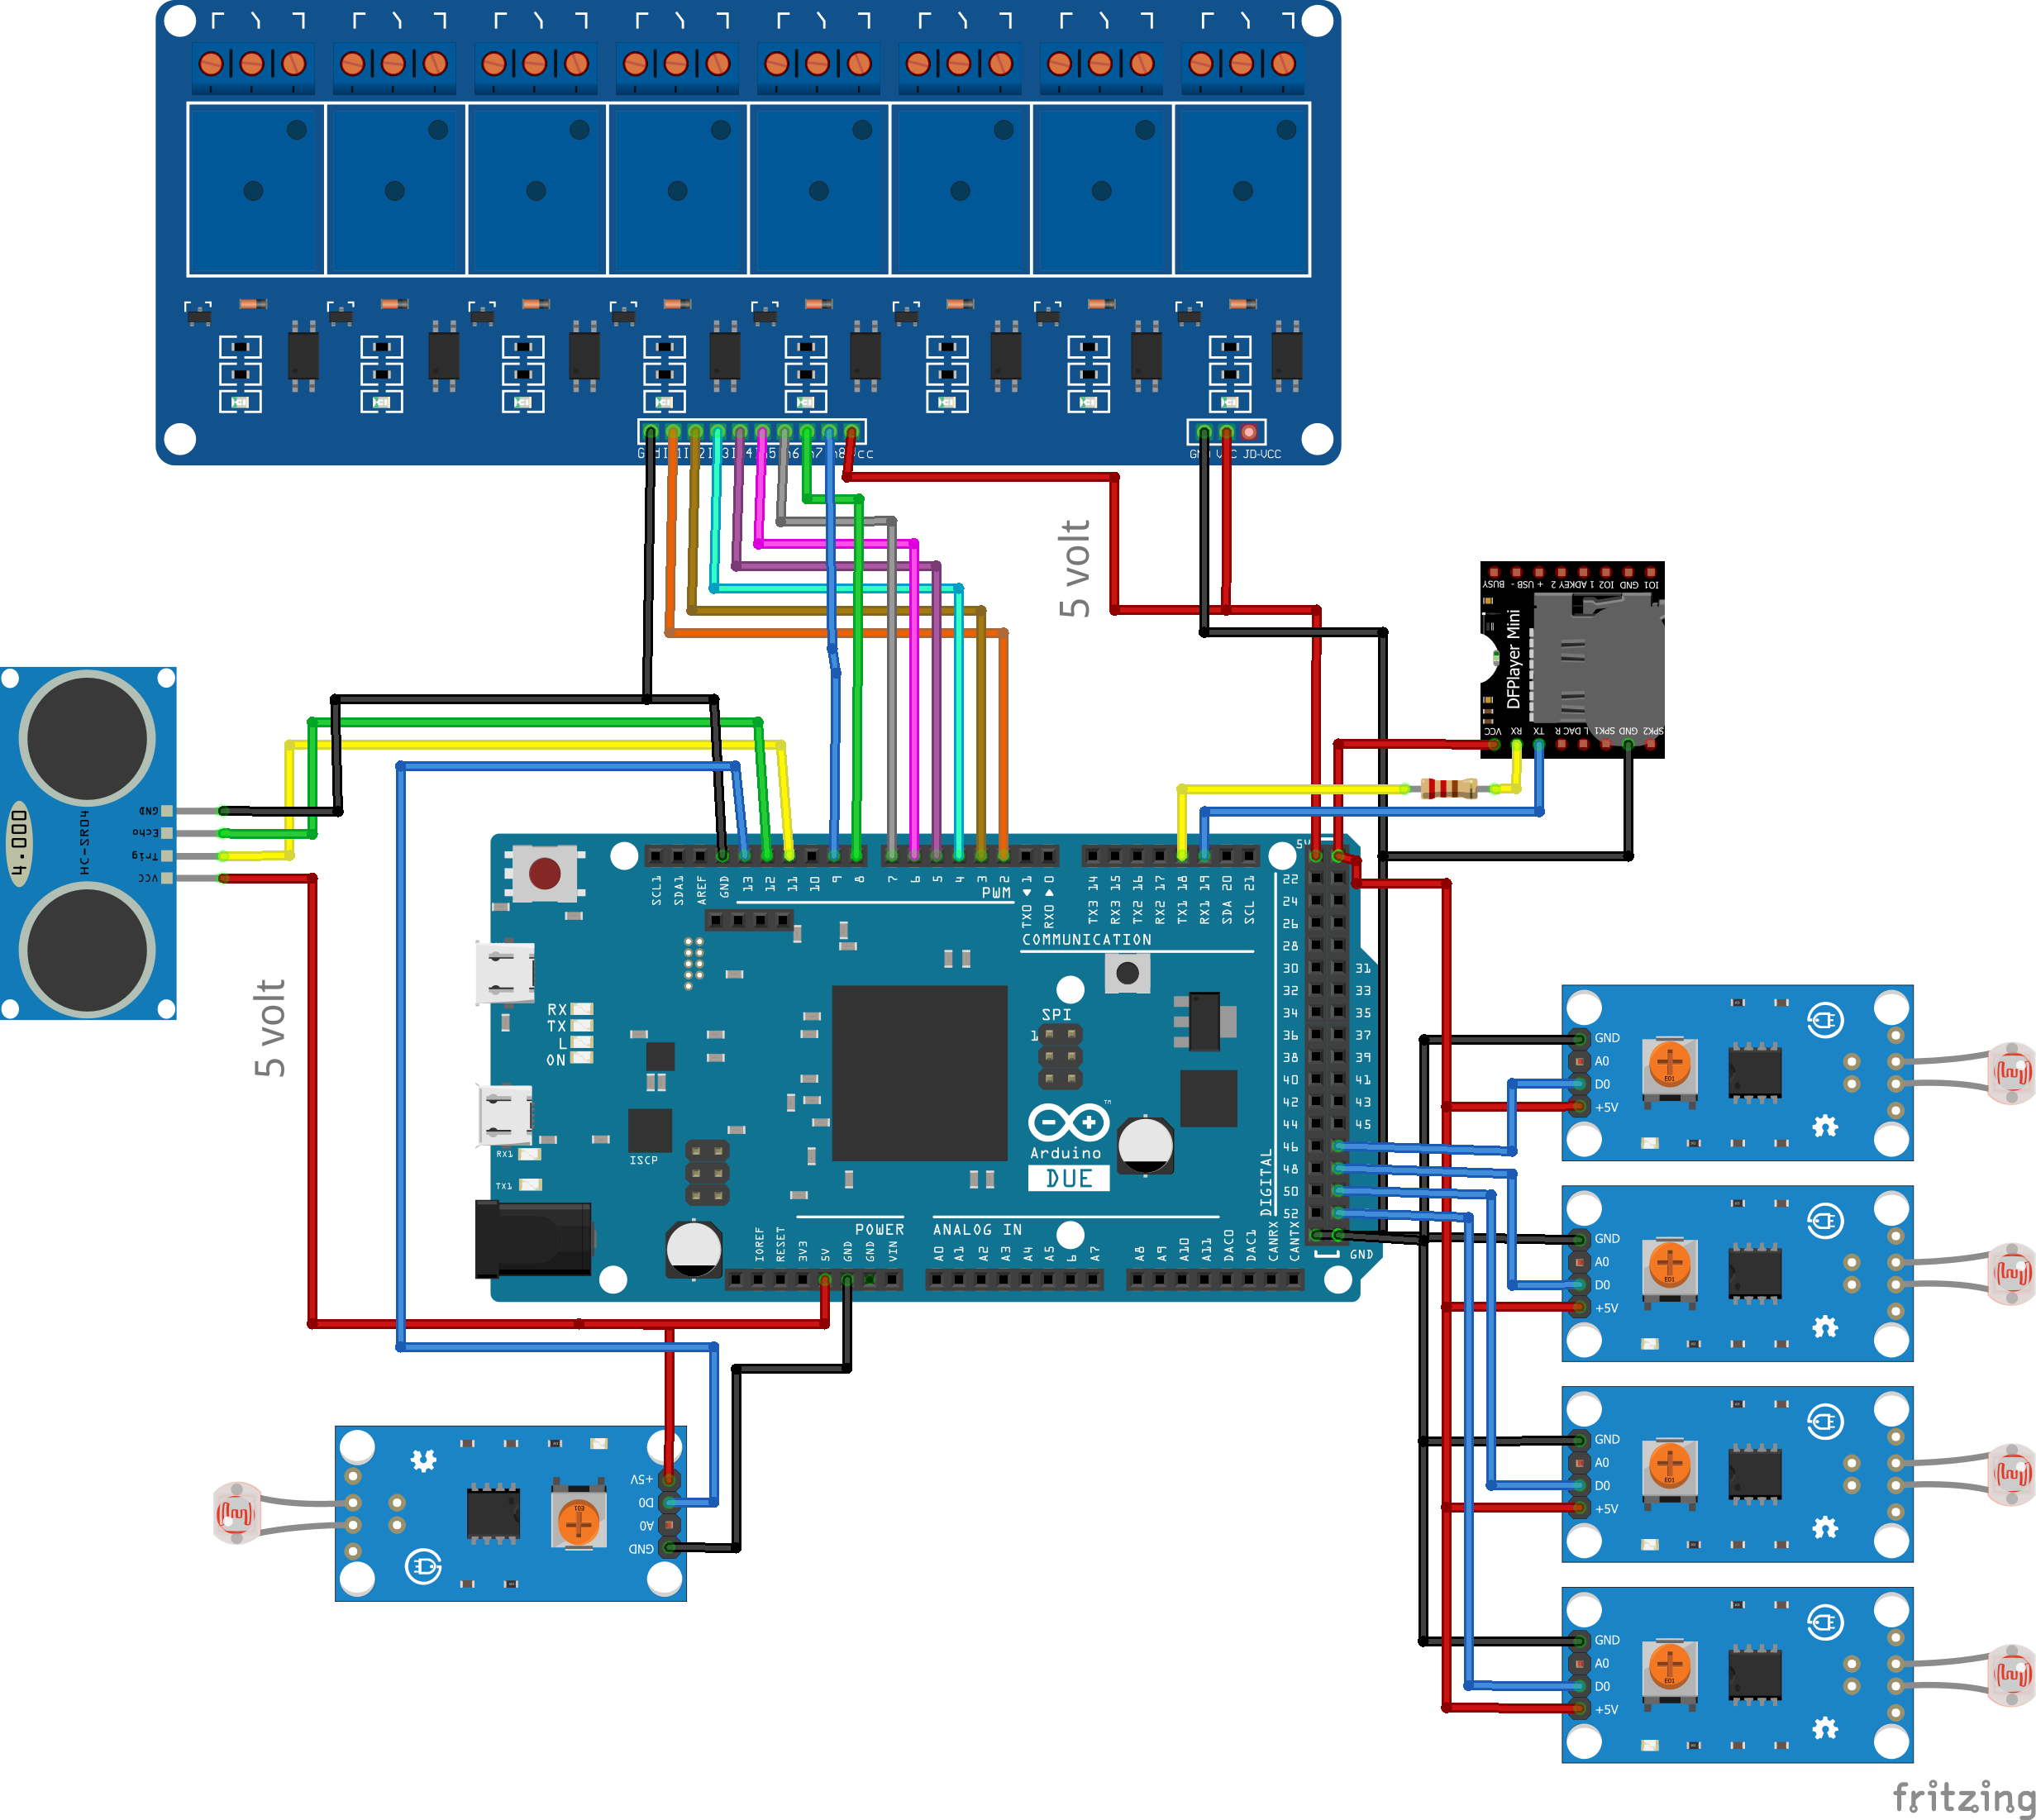 Gnd In1 In2 In3 In4 In5 In6 In7 In8 Vcc
GND VCC JD-VCC
5 volt
BUSY USB - USB + ADKEY 2 ADKEY 1 IO2 GND IO1
DFPlayer Mini
VCC RX TX DAC R DAC L SPK1 GND SPK2
HC-SR04
4.000
GND
Echo
Trig
VCC
5 volt
5V
SCL1 SDA1 AREF GND 13 12 11 10 9 8 7 6 5 4 3 2 TX0 1 RX0 0
TX3 14 RX3 15 TX2 16 RX2 17 TX1 18 RX1 19 SDA 20 SCL 21
PWM
COMMUNICATION
22
24
26
28
30 31
32 33
34 35
36 37
38 39
40 41
42 43
44 45
46
48
50
52
GND
DIGITAL
RX
TX
L
ON
SPI
1
Arduino
TM
DUE
ISCP
RX1
TX1
POWER
ANALOG IN
IOREF RESET 3V3 5V GND GND VIN
A0 A1 A2 A3 A4 A5 6 A7
A8 A9 A10 A11 DAC0 DAC1 CANRX CANTX
GND
A0
D0
+5V
E01
GND
A0
D0
+5V
E01
GND
A0
D0
+5V
E01
GND
A0
D0
+5V
E01
+5V
D0
A0
GND
E01
fritzing